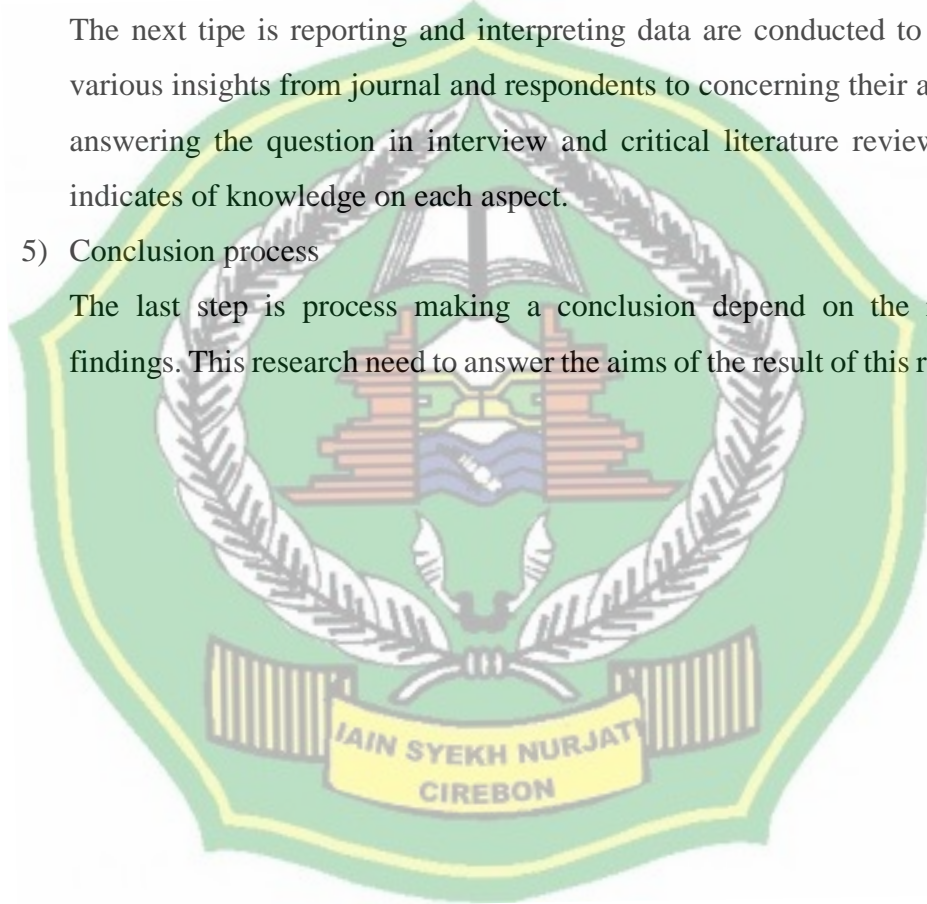 The next tipe is reporting and interpreting data are conducted to
various insights from journal and respondents to concerning their a
answering the question in interview and critical literature review
indicates of knowledge on each aspect.
5) Conclusion process
The last step is process making a conclusion depend on the
findings. This research need to answer the aims of the result of this r
IAIN SYEKH NURJATI
CIREBON